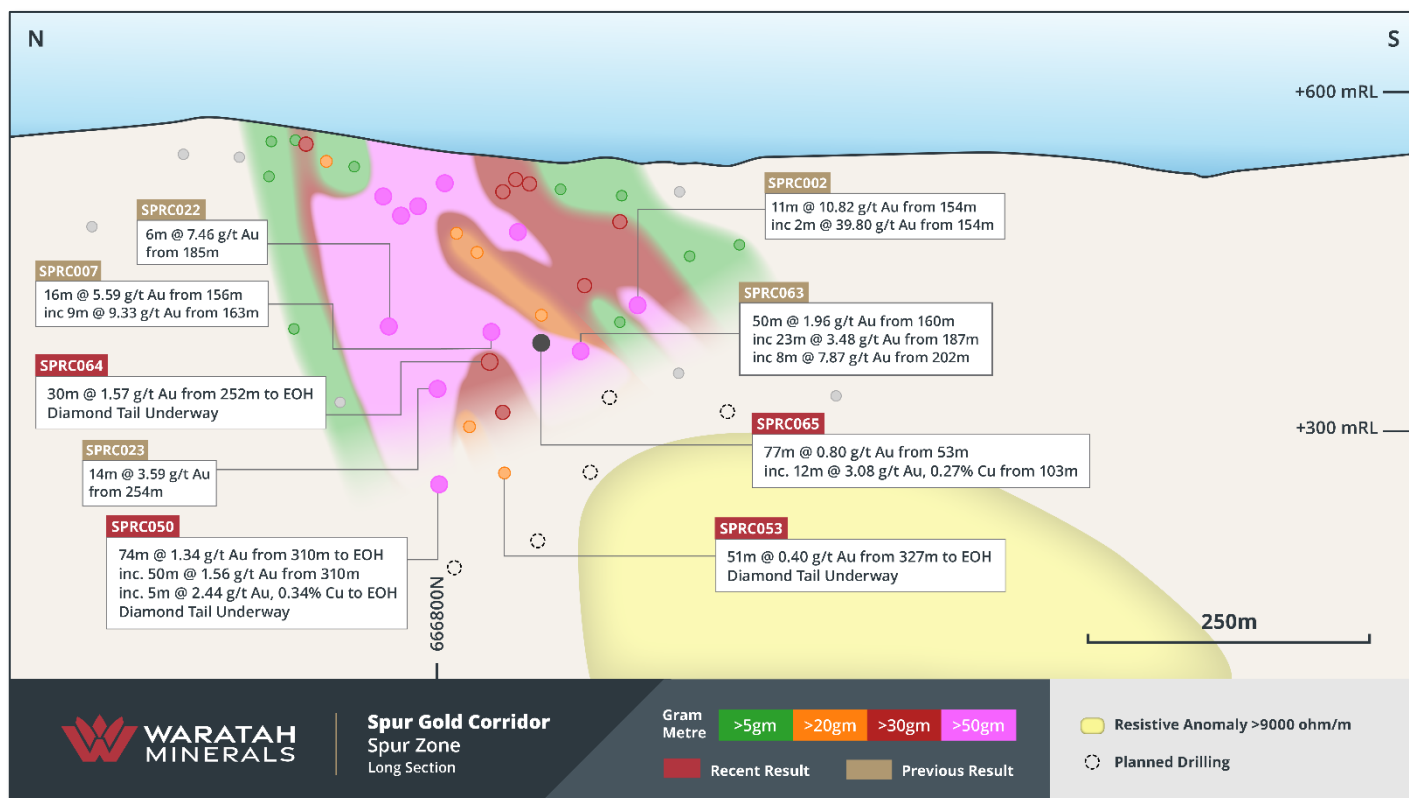 N
S
+600 mRL
SPRC002
11m @ 10.82 g/t Au from 154m
inc 2m @ 39.80 g/t Au from 154m
SPRC022
6m @ 7.46 g/t Au
from 185m
SPRC007
16m @ 5.59 g/t Au from 156m
inc 9m @ 9.33 g/t Au from 163m
SPRC063
50m @ 1.96 g/t Au from 160m
inc 23m @ 3.48 g/t Au from 187m
inc 8m @ 7.87 g/t Au from 202m
SPRC064
30m @ 1.57 g/t Au from 252m to EOH
Diamond Tail Underway
+300 mRL
SPRC065
77m @ 0.80 g/t Au from 53m
inc. 12m @ 3.08 g/t Au, 0.27% Cu from 103m
SPRC023
14m @ 3.59 g/t Au
from 254m
SPRC050
74m @ 1.34 g/t Au from 310m to EOH
inc. 50m @ 1.56 g/t Au from 310m
inc. 5m @ 2.44 g/t Au, 0.34% Cu to EOH
Diamond Tail Underway
SPRC053
51m @ 0.40 g/t Au from 327m to EOH
Diamond Tail Underway
666800N
250m
WARATAH
MINERALS
Spur Gold Corridor
Spur Zone
Long Section
Gram
Metre
>5gm >20gm >30gm >50gm
Recent Result
Previous Result
Resistive Anomaly >9000 ohm/m
Planned Drilling